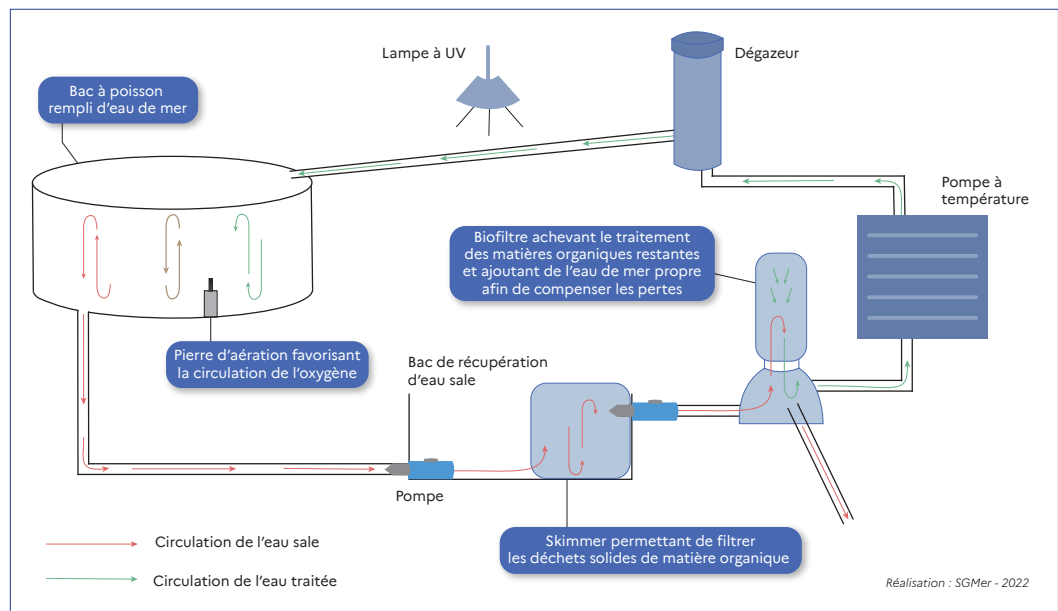 Lampe à UV
Dégazeur
Bac à poisson
rempli d'eau de mer
Pompe à
température
Biofiltre achevant le traitement
des matières organiques restantes
et ajoutant de l'eau de mer propre
afin de compenser les pertes
Pierre d'aération favorisant
la circulation de l'oxygène
Bac de récupération
d'eau sale
Pompe
Skimmer permettant de filtrer
les déchets solides de matière organique
Circulation de l'eau sale
Circulation de l'eau traitée
Réalisation : SGMer - 2022